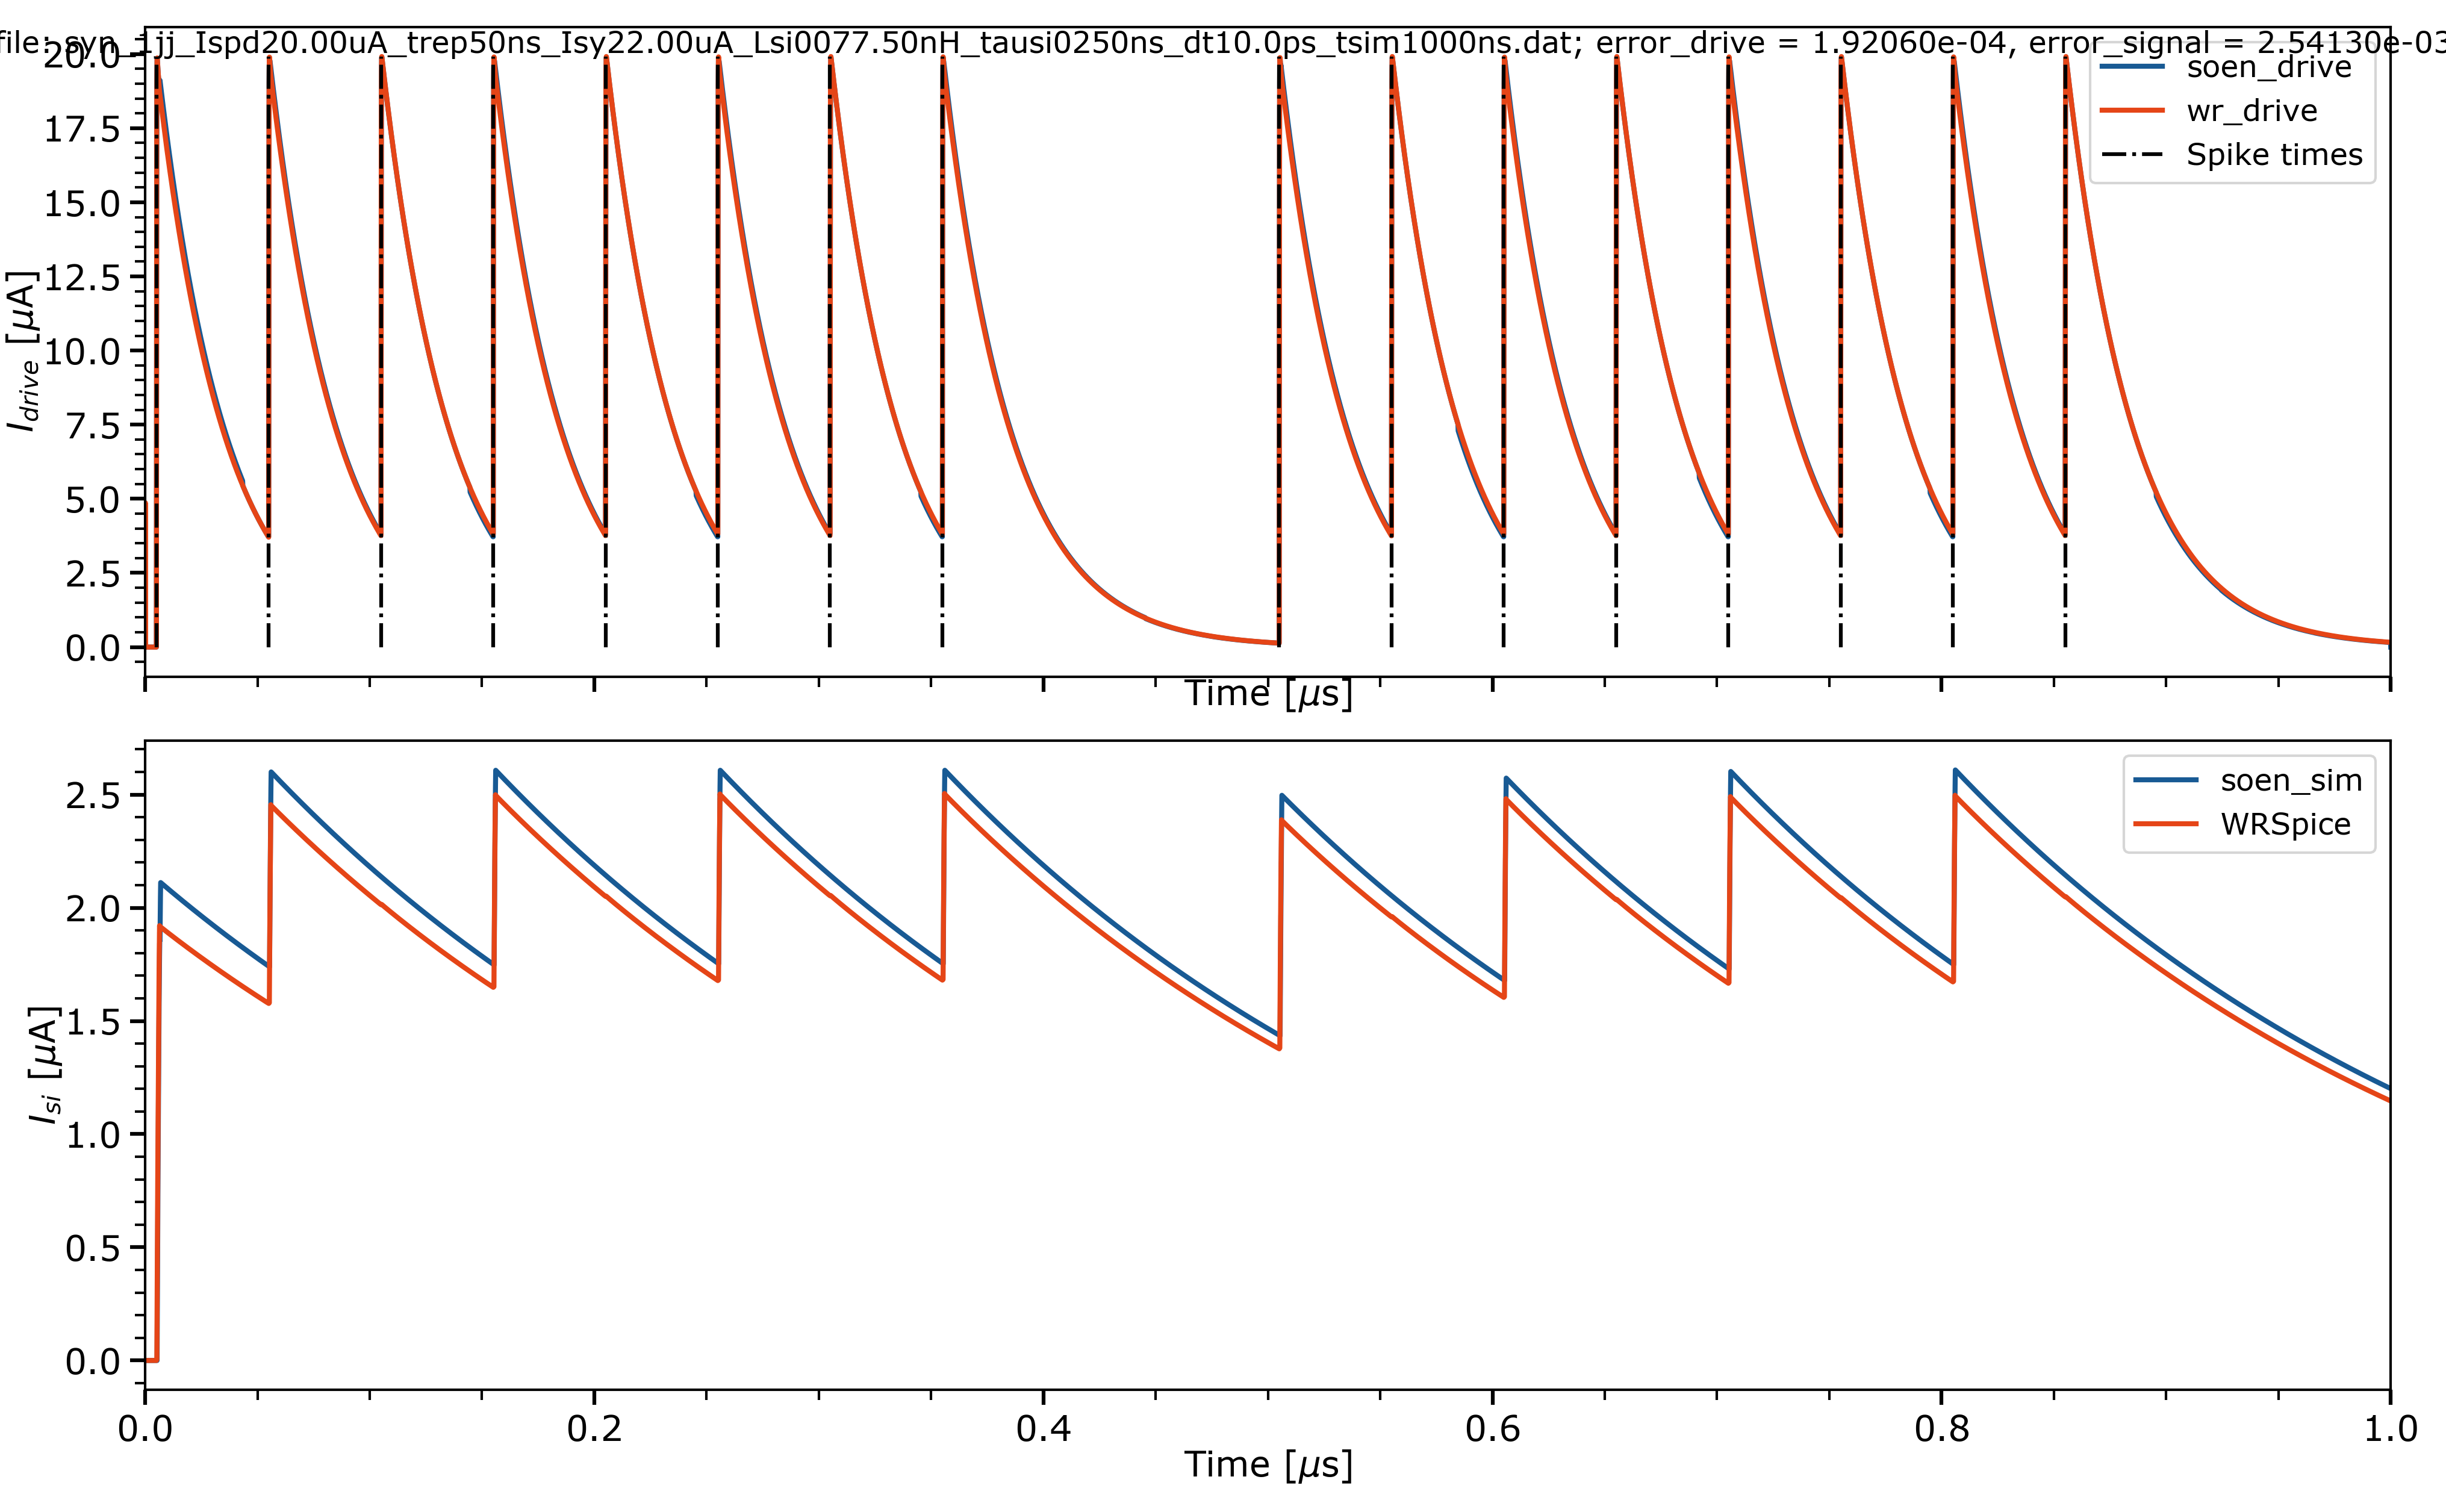 file: syn_1jj_Ispd20.00uA_trep50ns_Isy22.00uA_Lsi0077.50nH_tausi0250ns_dt10.0ps_tsim1000ns.dat; error_drive = 1.92060e-04, error_signal = 2.54130e-03
20.0
17.5
15.0
12.5
10.0
7.5
5.0
2.5
0.0
I_drive [μA]
soen_drive
wr_drive
Spike times
Time [μs]
2.5
2.0
1.5
1.0
0.5
0.0
I_si [μA]
soen_sim
WRSpice
0.0 0.2 0.4 0.6 0.8 1.0
Time [μs]